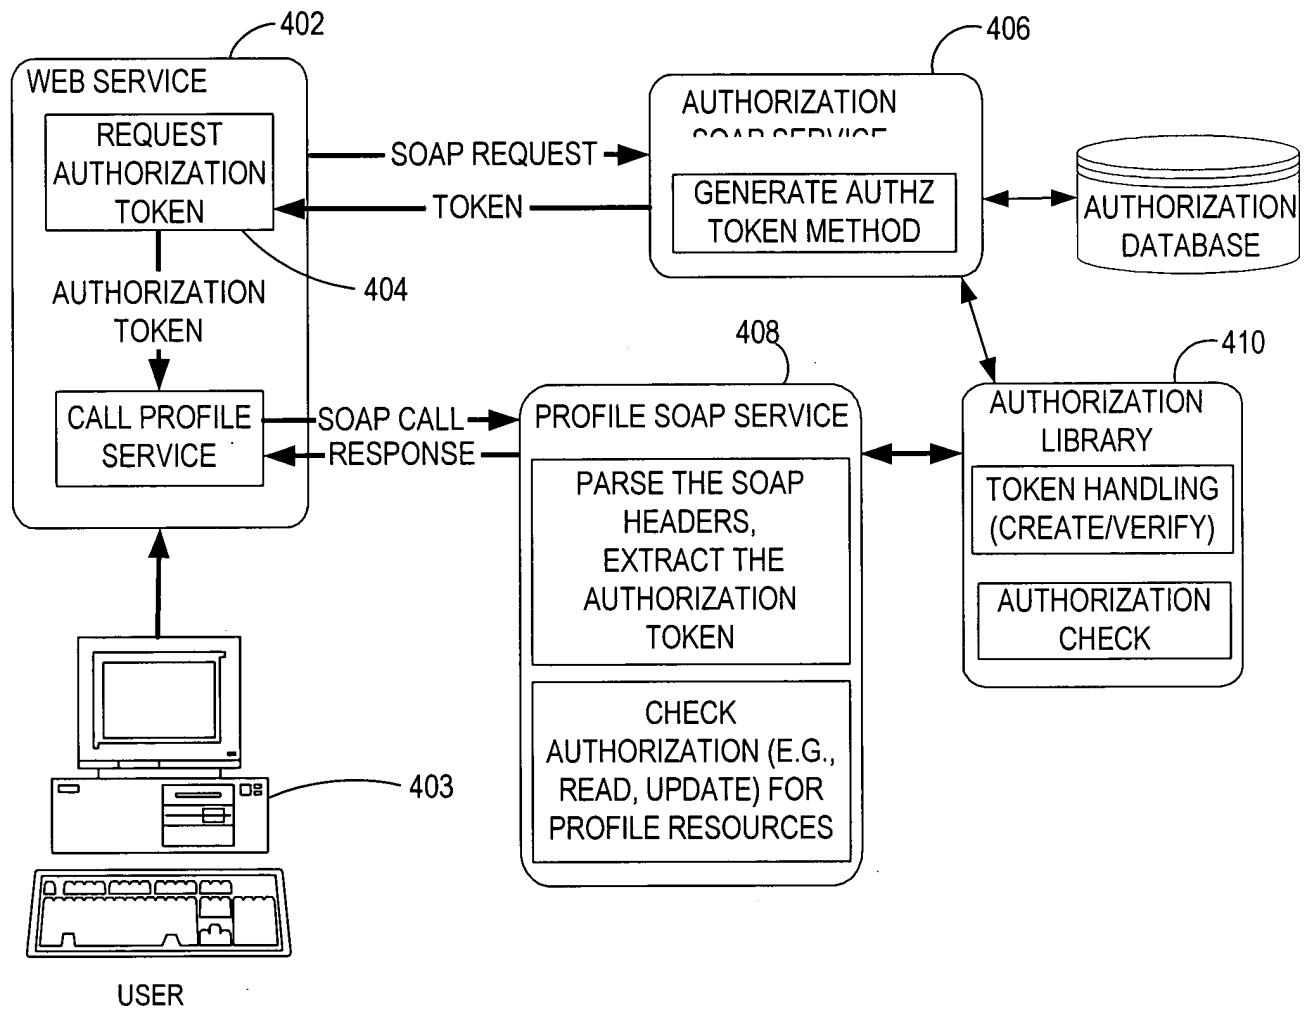 402
WEB SERVICE
REQUEST
AUTHORIZATION
TOKEN
404
AUTHORIZATION
TOKEN
CALL PROFILE
SERVICE
SOAP REQUEST
TOKEN
SOAP CALL
RESPONSE
406
AUTHORIZATION
SOAP SERVICE
GENERATE AUTHZ
TOKEN METHOD
AUTHORIZATION
DATABASE
408
PROFILE SOAP SERVICE
PARSE THE SOAP
HEADERS,
EXTRACT THE
AUTHORIZATION
TOKEN
CHECK
AUTHORIZATION (E.G.,
READ, UPDATE) FOR
PROFILE RESOURCES
410
AUTHORIZATION
LIBRARY
TOKEN HANDLING
(CREATE/VERIFY)
AUTHORIZATION
CHECK
403
USER